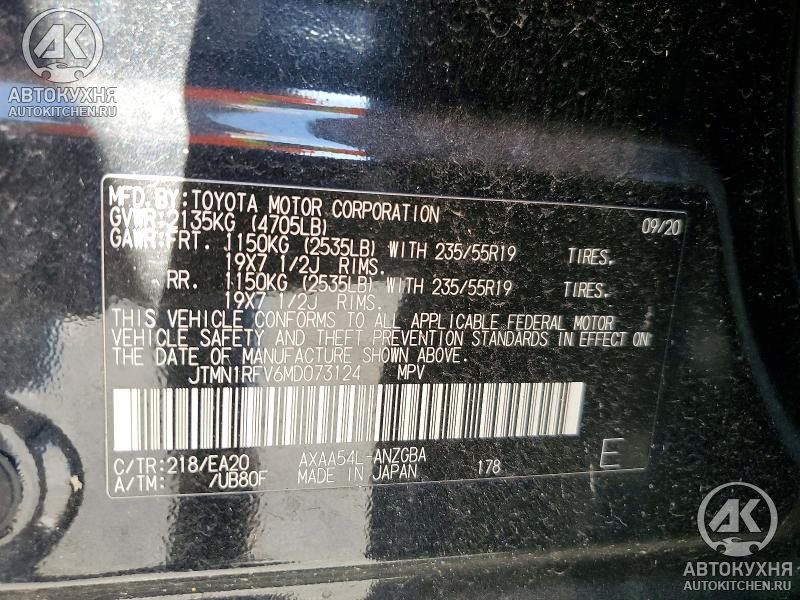 АК
АВТОКУХНЯ
AUTOKITCHEN.RU
MFD.BY:TOYOTA MOTOR CORPORATION 09/20
GVWR:2135KG (4705LB)
GAWR:FRT. 1150KG (2535LB) WITH 235/55R19 TIRES.
19X7 1/2J RIMS.
RR. 1150KG (2535LB) WITH 235/55R19 TIRES.
19X7 1/2J RIMS.
THIS VEHICLE CONFORMS TO ALL APPLICABLE FEDERAL MOTOR
VEHICLE SAFETY AND THEFT PREVENTION STANDARDS IN EFFECT ON
THE DATE OF MANUFACTURE SHOWN ABOVE.
JTMN1RFV6MD073124 MPV
C/TR:218/EA20 AXAA54L-ANZGBA E
A/TM: /UB80F MADE IN JAPAN 178
АК
АВТОКУХНЯ
AUTOKITCHEN.RU